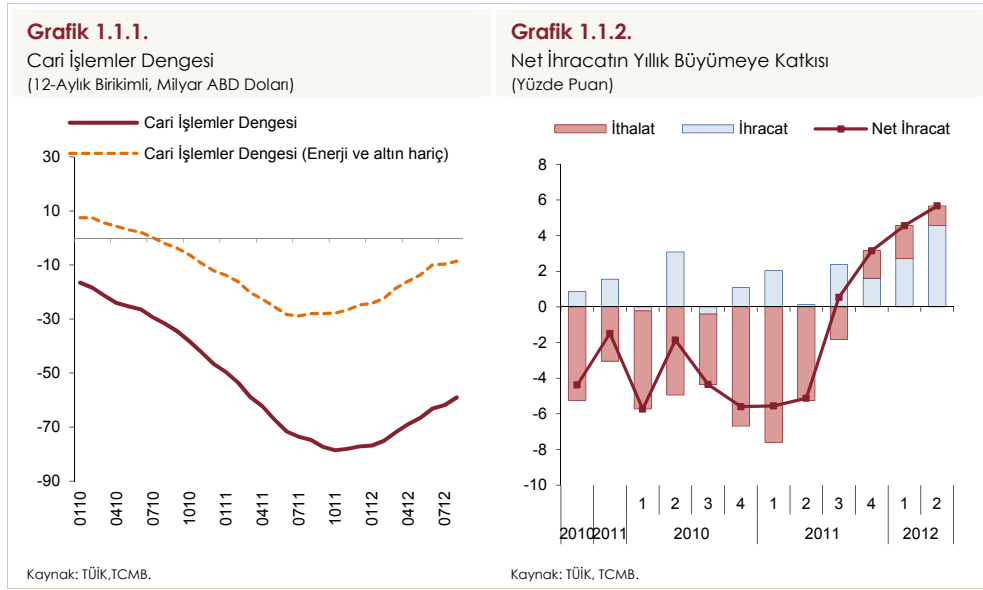 Grafik 1.1.1.
Cari İşlemler Dengesi
(12-Aylık Birikimli, Milyar ABD Doları)
Cari İşlemler Dengesi
Cari İşlemler Dengesi (Enerji ve altın hariç)
30
10
-10
-30
-50
-70
-90
0110 0410 0710 1010 0111 0411 0711 1011 0112 0412 0712
Kaynak: TÜİK,TCMB.
Grafik 1.1.2.
Net İhracatın Yıllık Büyümeye Katkısı
(Yüzde Puan)
İthalat İhracat Net İhracat
8
6
4
2
0
-2
-4
-6
-8
-10
1 2 3 4 1 2 3 4 1 2
2010 2011 2010 2011 2012
Kaynak: TÜİK, TCMB.